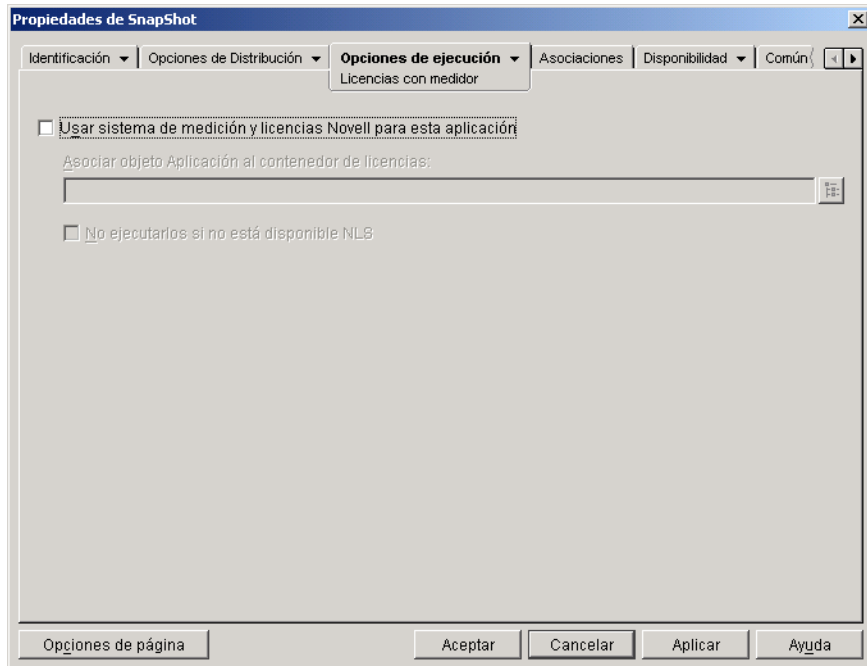 Propiedades de SnapShot
Identificación Opciones de Distribución Opciones de ejecución Asociaciones Disponibilidad Común
Licencias con medidor
Usar sistema de medición y licencias Novell para esta aplicación
Asociar objeto Aplicación al contenedor de licencias:
No ejecutarlos si no está disponible NLS
Opciones de página Aceptar Cancelar Aplicar Ayuda